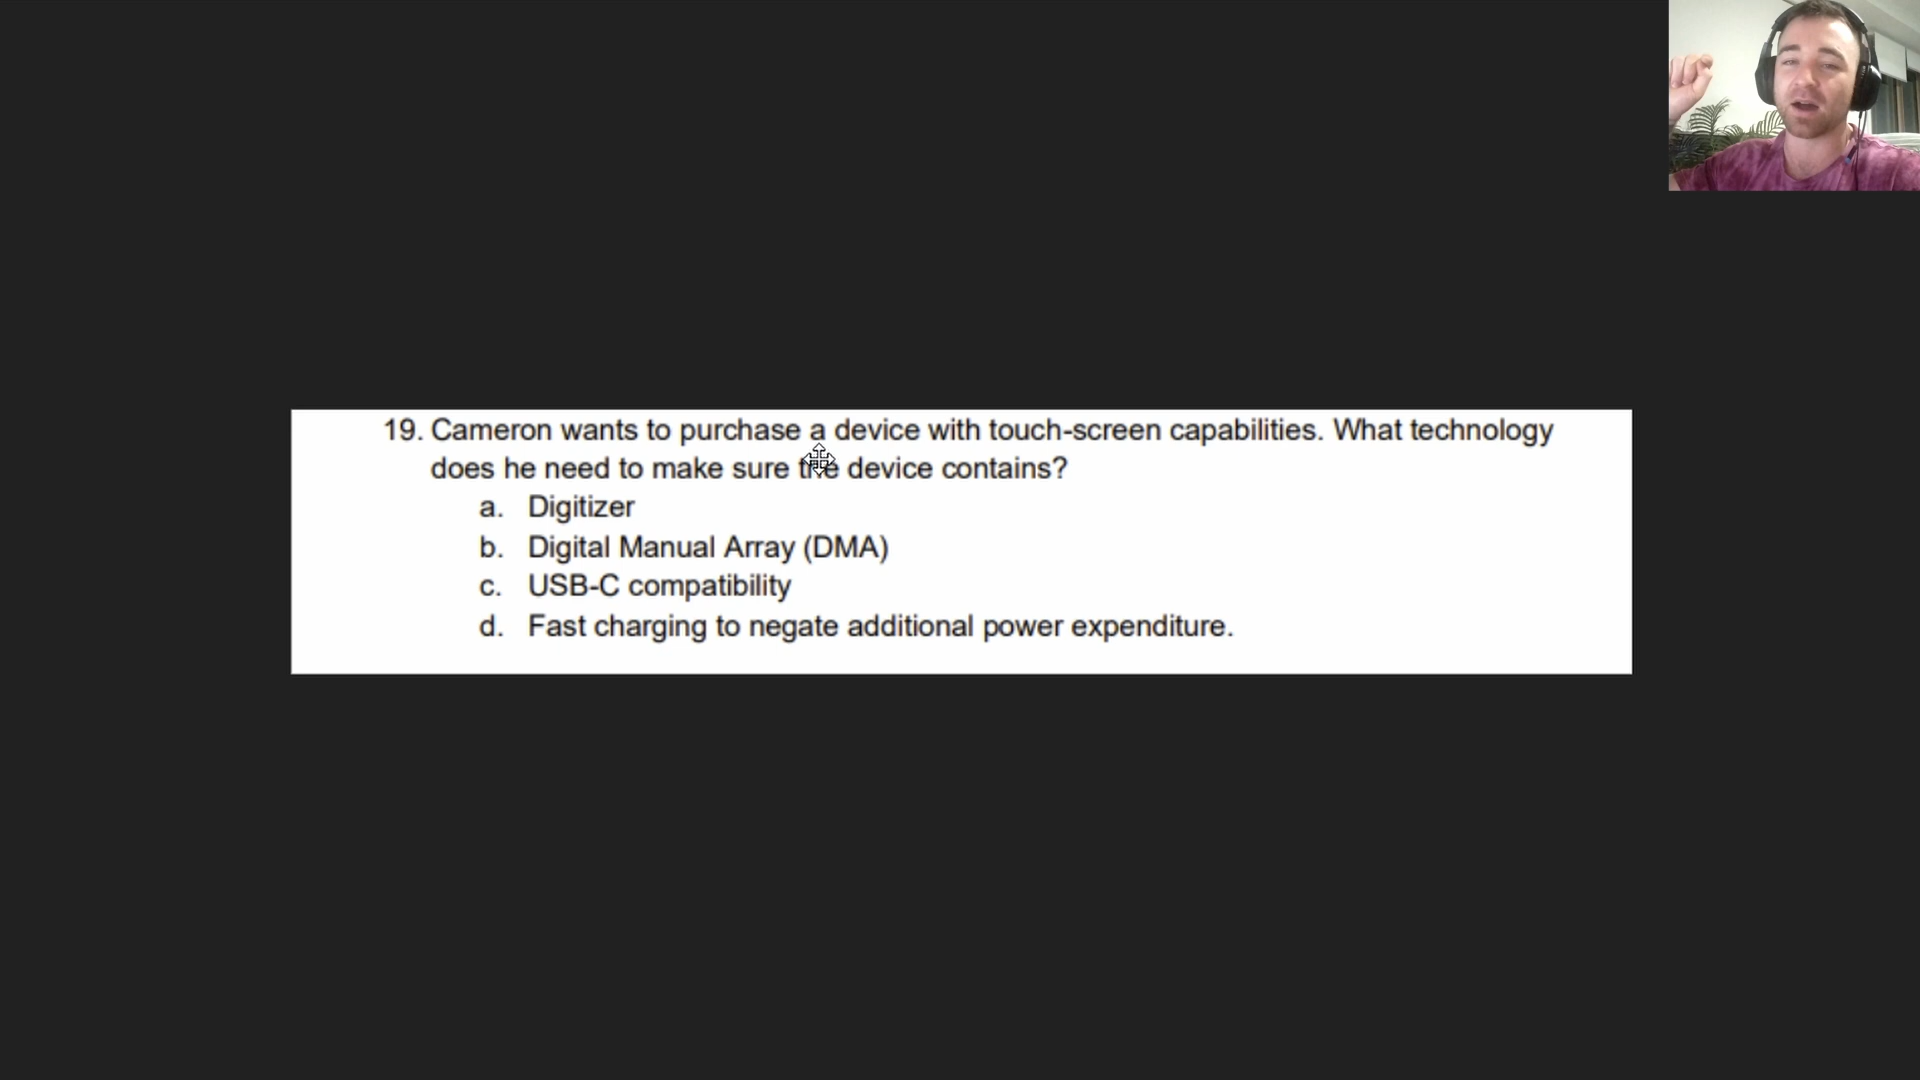 19. Cameron wants to purchase a device with touch-screen capabilities. What technology
does he need to make sure the device contains?
a. Digitizer
b. Digital Manual Array (DMA)
c. USB-C compatibility
d. Fast charging to negate additional power expenditure.